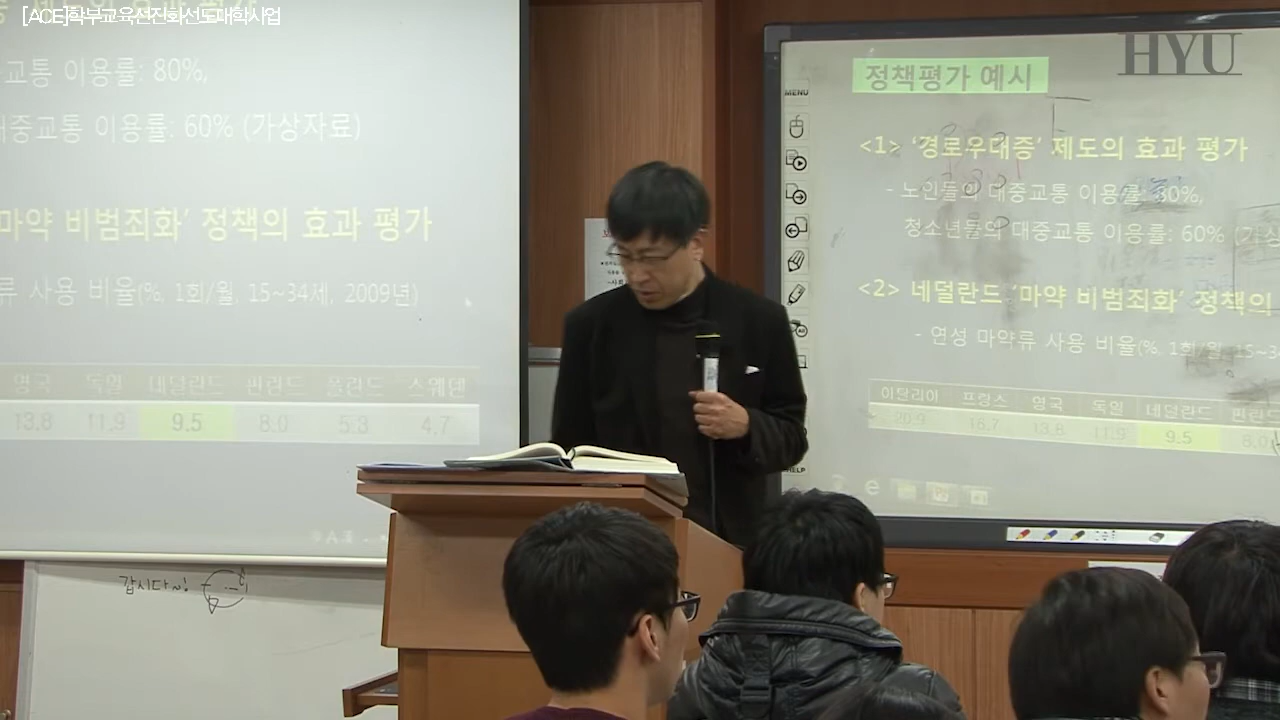 [ACE]학부교육선진화선도대학사업
교통 이용률: 80%,
대중교통 이용률: 60% (가상자료)
마약 비범죄화' 정책의 효과 평가
류 사용 비율(%, 1회/월, 15~34세, 2009년)
영국 독일 네덜란드 핀란드 폴란드 스웨덴
13.8 11.9 9.5 8.0 5.3 4.7
갑시다~!
HYU
정책평가 예시
MENU
<1> '경로우대증' 제도의 효과 평가
- 노인들의 대중교통 이용률: 80%,
청소년들의 대중교통 이용률: 60% (가상
<2> 네덜란드 '마약 비범죄화' 정책의
- 연성 마약류 사용 비율(%, 1회/월, 15~3
이탈리아 프랑스 영국 독일 네덜란드 핀란드
20.9 16.7 13.8 11.9 9.5 8.0
HELP